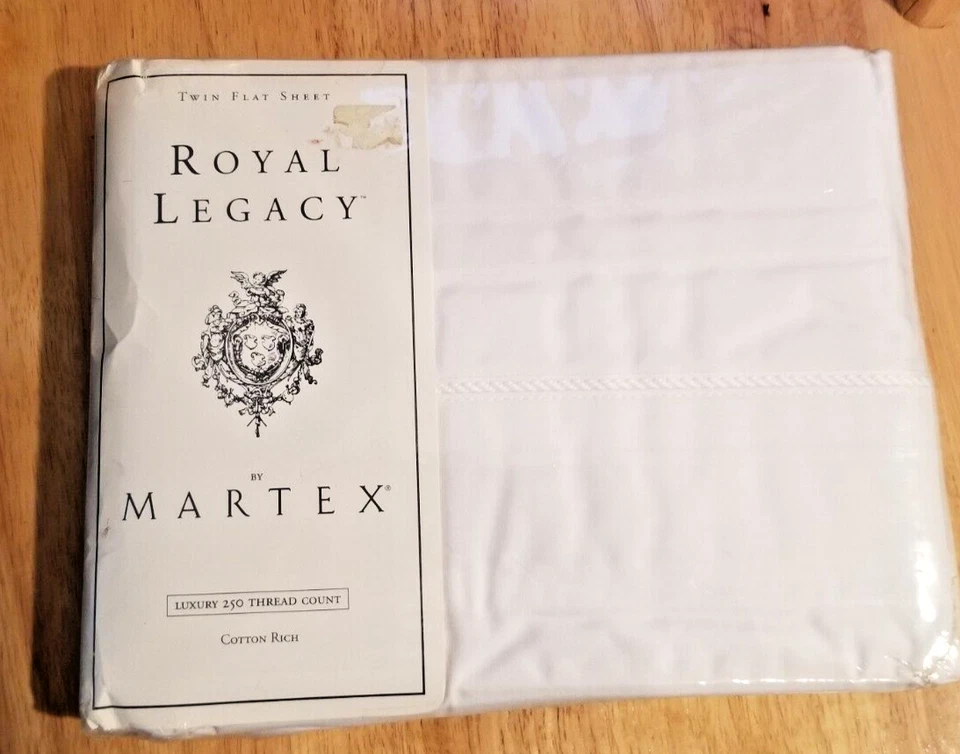 Twin Flat Sheet
Royal
Legacy™
by
MARTEX®
LUXURY 250 THREAD COUNT
Cotton Rich